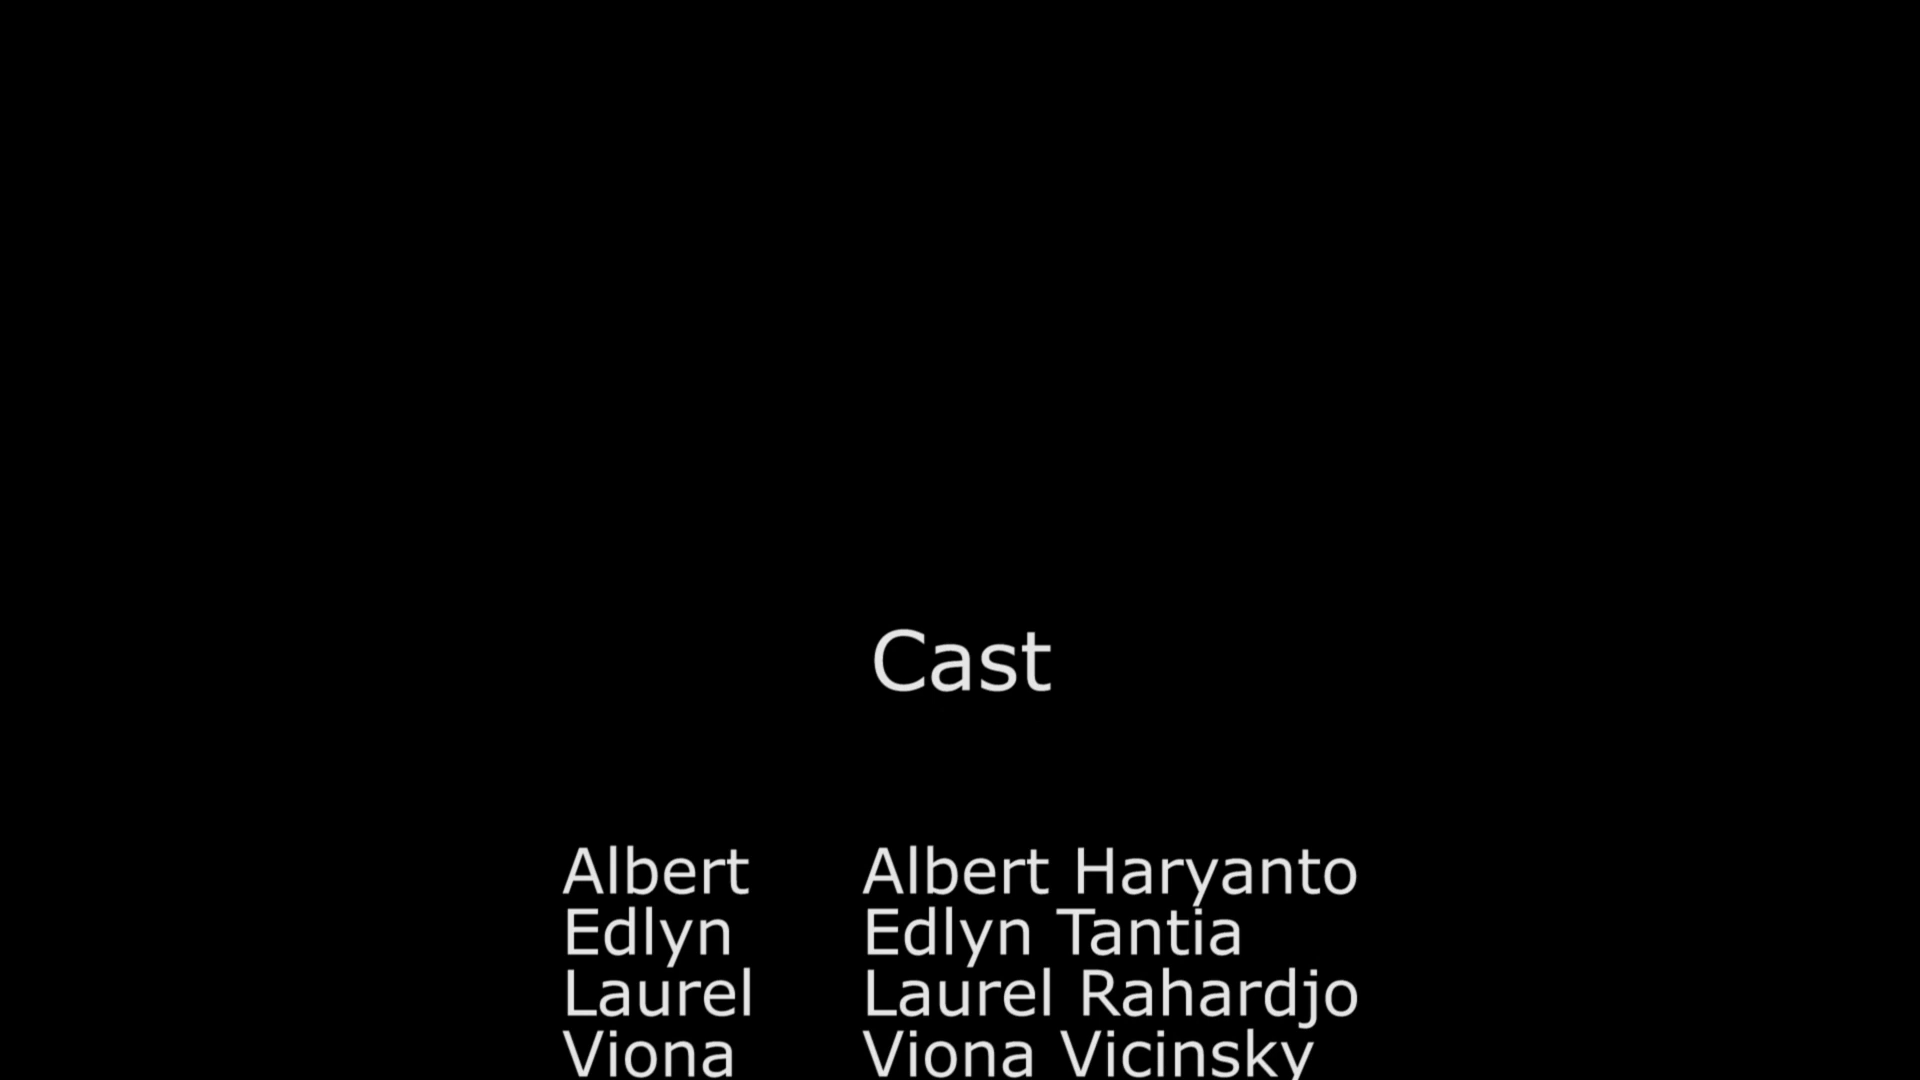 Cast
Albert Albert Haryanto
Edlyn Edlyn Tantia
Laurel Laurel Rahardjo
Viona Viona Vicinsky